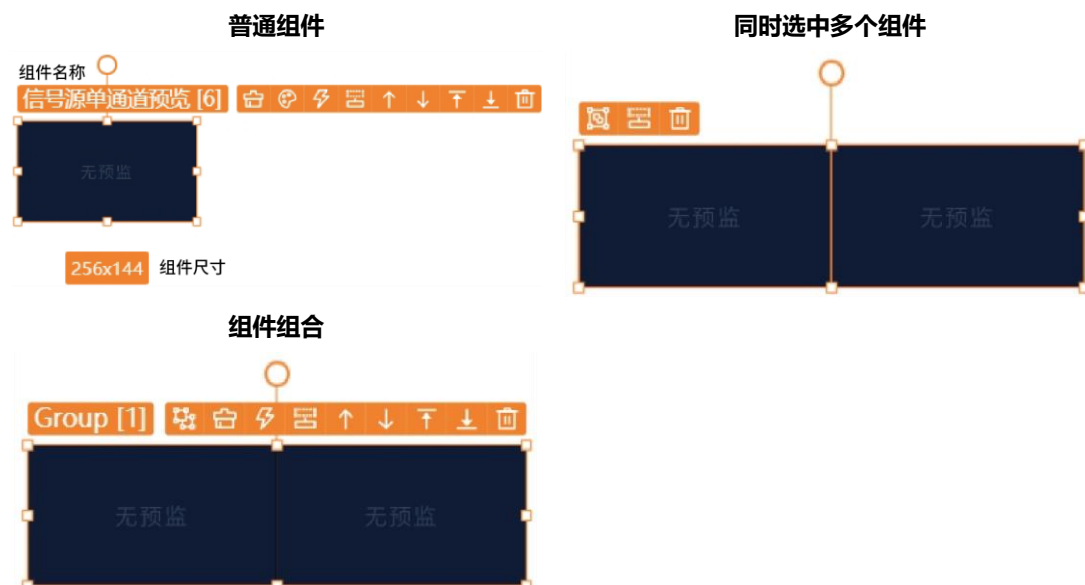 普通组件
同时选中多个组件
组件名称
信号源单通道预览 [6]
无预监
无预监
无预监
256x144
组件尺寸
组件组合
Group [1]
无预监
无预监